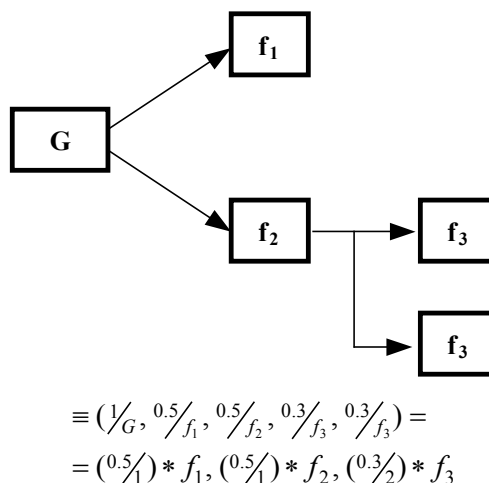 f₁
G
f₂ f₃
f₃
≡ (1/G, 0.5/f₁, 0.5/f₂, 0.3/f₃, 0.3/f₃) =
= (0.5/1) * f₁, (0.5/1) * f₂, (0.3/2) * f₃